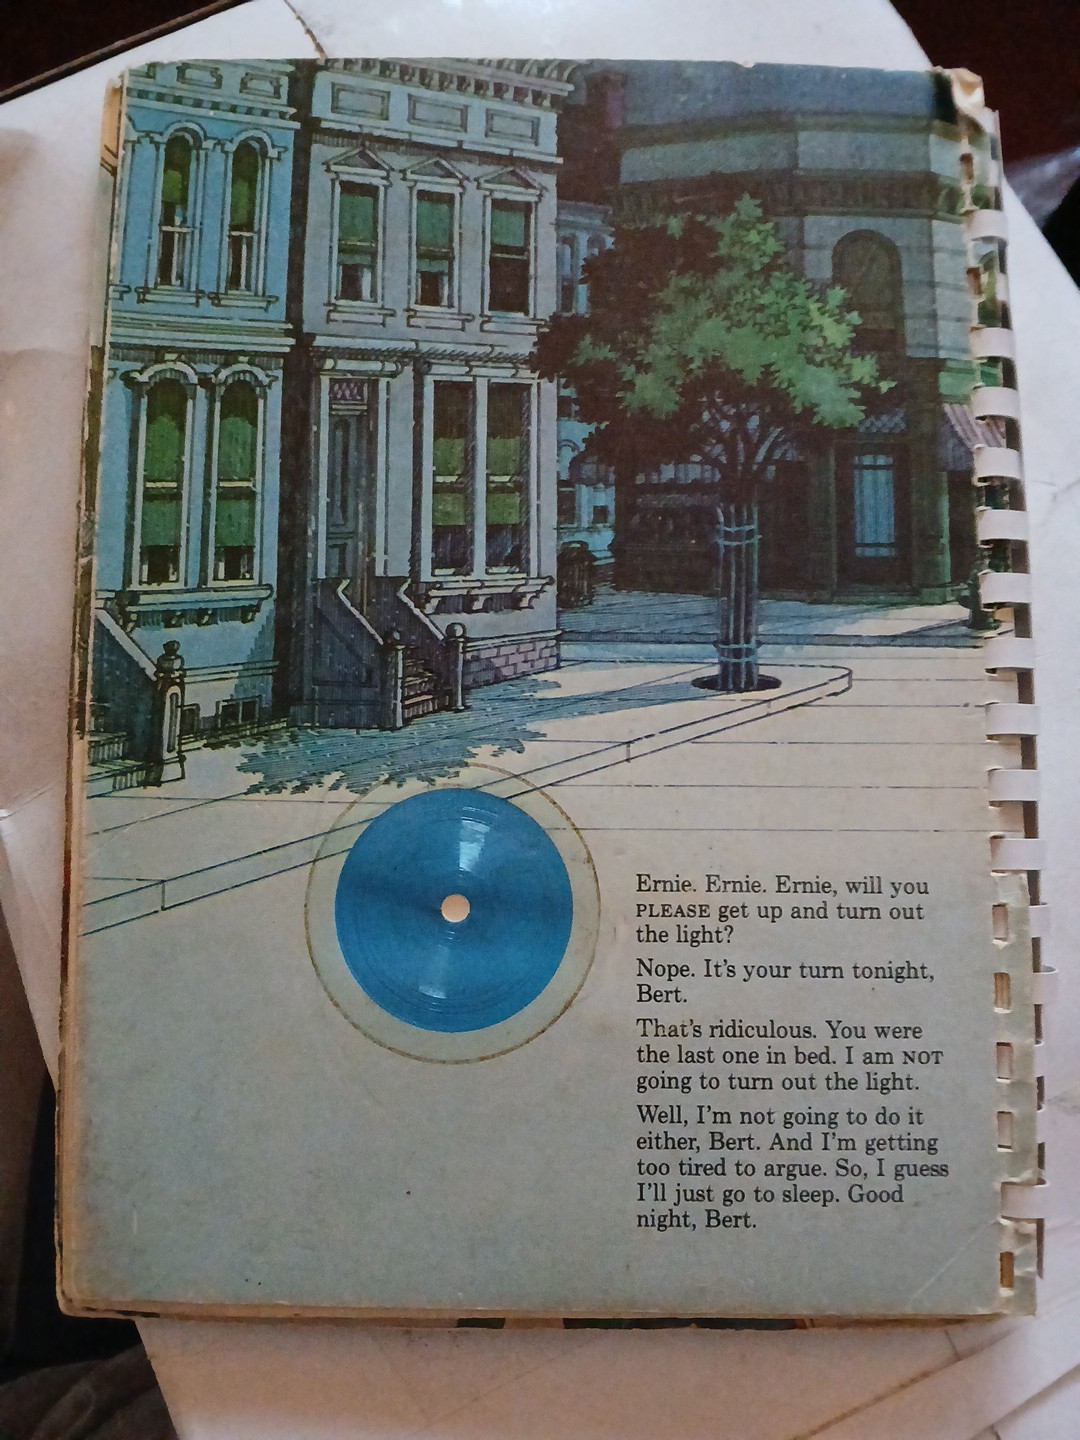 Ernie. Ernie. Ernie, will you
PLEASE get up and turn out
the light?
Nope. It's your turn tonight,
Bert.
That's ridiculous. You were
the last one in bed. I am NOT
going to turn out the light.
Well, I'm not going to do it
either, Bert. And I'm getting
too tired to argue. So, I guess
I'll just go to sleep. Good
night, Bert.